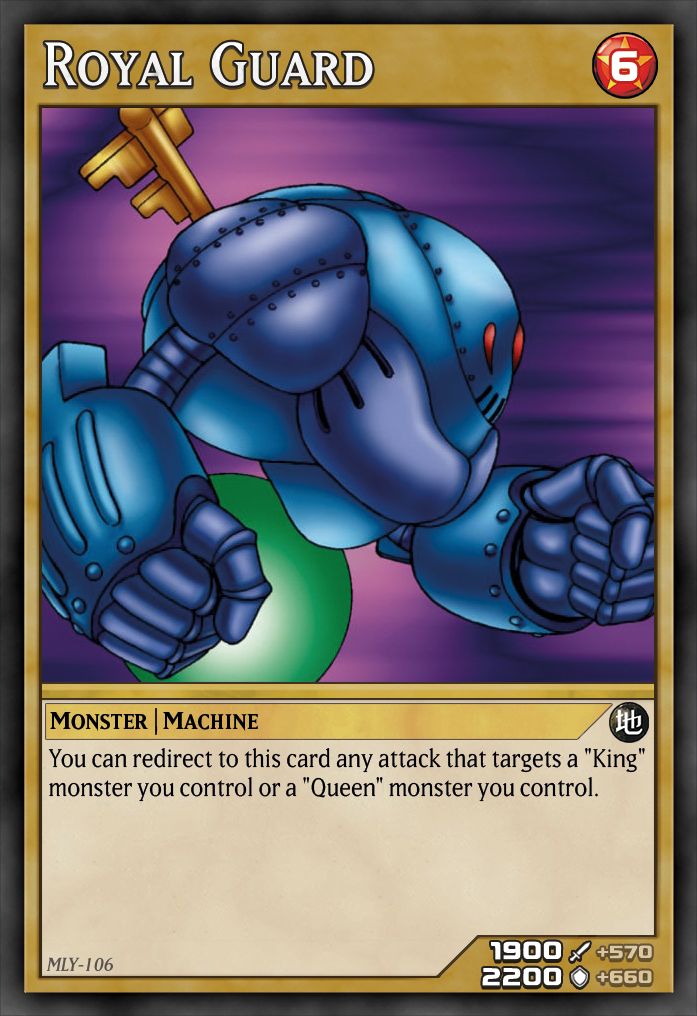 Royal Guard
6
Monster | Machine
You can redirect to this card any attack that targets a "King"
monster you control or a "Queen" monster you control.
MLY-106
1900 +570
2200 +660